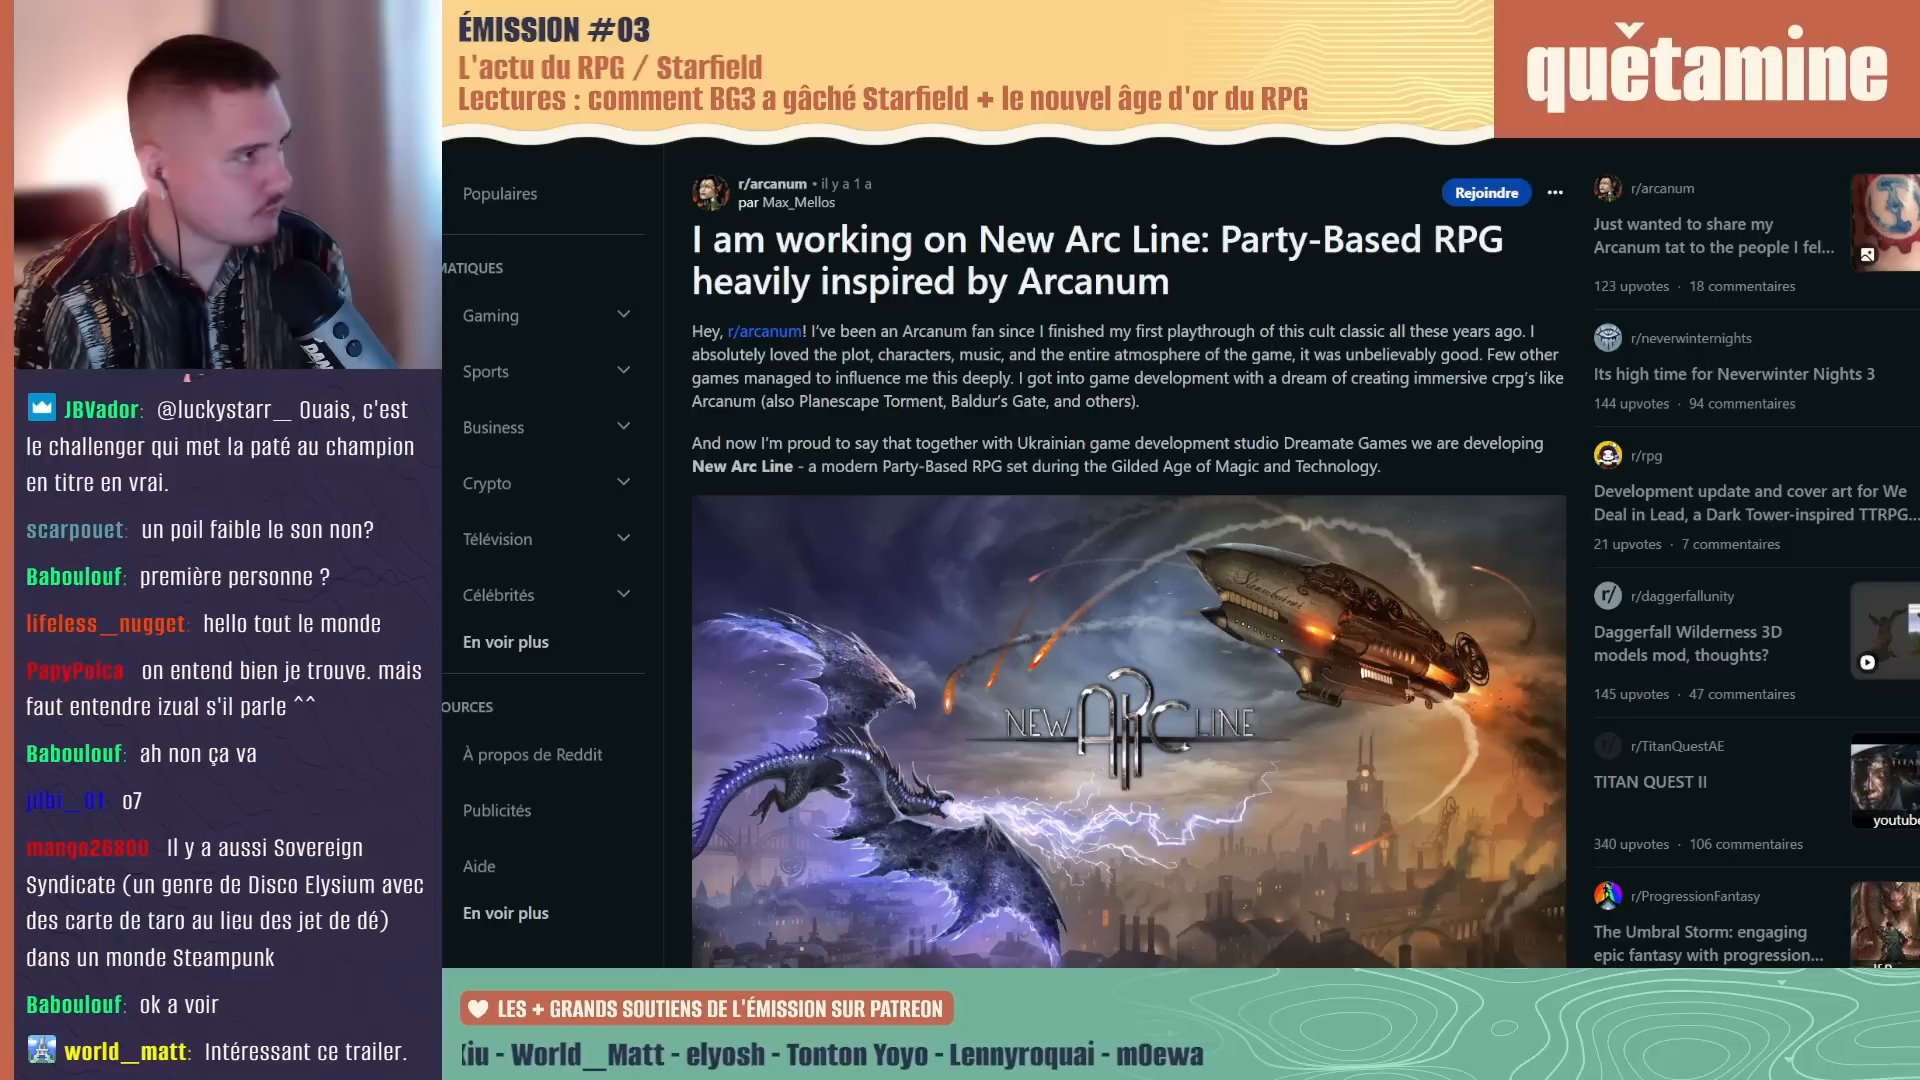 ÉMISSION #03
L'actu du RPG / Starfield
Lectures : comment BG3 a gâché Starfield + le nouvel âge d'or du RPG
quětamine
JBVador: @luckystarr__ Ouais, c'est
le challenger qui met la paté au champion
en titre en vrai.
scarpouet: un poil faible le son non?
Baboulouf: première personne ?
lifeless_nugget: hello tout le monde
PapyPolca on entend bien je trouve. mais
faut entendre izual s'il parle ^^
Baboulouf: ah non ça va
jilbi_01 o7
mango26800 Il y a aussi Sovereign
Syndicate (un genre de Disco Elysium avec
des carte de taro au lieu des jet de dé)
dans un monde Steampunk
Baboulouf: ok a voir
world_matt: Intéressant ce trailer.
Populaires
MATIQUES
Gaming
Sports
Business
Crypto
Télévision
Célébrités
En voir plus
OURCES
À propos de Reddit
Publicités
Aide
En voir plus
r/arcanum • il y a 1 a
par Max_Mellos
Rejoindre
I am working on New Arc Line: Party-Based RPG
heavily inspired by Arcanum
Hey, r/arcanum! I've been an Arcanum fan since I finished my first playthrough of this cult classic all these years ago. I
absolutely loved the plot, characters, music, and the entire atmosphere of the game, it was unbelievably good. Few other
games managed to influence me this deeply. I got into game development with a dream of creating immersive crpg's like
Arcanum (also Planescape Torment, Baldur's Gate, and others).
And now I'm proud to say that together with Ukrainian game development studio Dreamate Games we are developing
New Arc Line - a modern Party-Based RPG set during the Gilded Age of Magic and Technology.
NEW ARC LINE
r/arcanum
Just wanted to share my
Arcanum tat to the people I fel...
123 upvotes · 18 commentaires
r/neverwinternights
Its high time for Neverwinter Nights 3
144 upvotes · 94 commentaires
r/rpg
Development update and cover art for We
Deal in Lead, a Dark Tower-inspired TTRPG...
21 upvotes · 7 commentaires
r/daggerfallunity
Daggerfall Wilderness 3D
models mod, thoughts?
145 upvotes · 47 commentaires
r/TitanQuestAE
TITAN QUEST II
youtube
340 upvotes · 106 commentaires
r/ProgressionFantasy
The Umbral Storm: engaging
epic fantasy with progression...
LES + GRANDS SOUTIENS DE L'ÉMISSION SUR PATREON
iu - World__Matt - elyosh - Tonton Yoyo - Lennyroquai - m0ewa